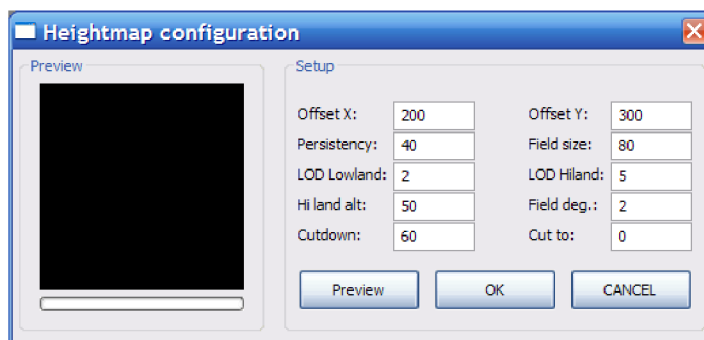 Heightmap configuration
Preview
Setup
Offset X: 200 Offset Y: 300
Persistency: 40 Field size: 80
LOD Lowland: 2 LOD Hiland: 5
Hi land alt: 50 Field deg.: 2
Cutdown: 60 Cut to: 0
Preview OK CANCEL